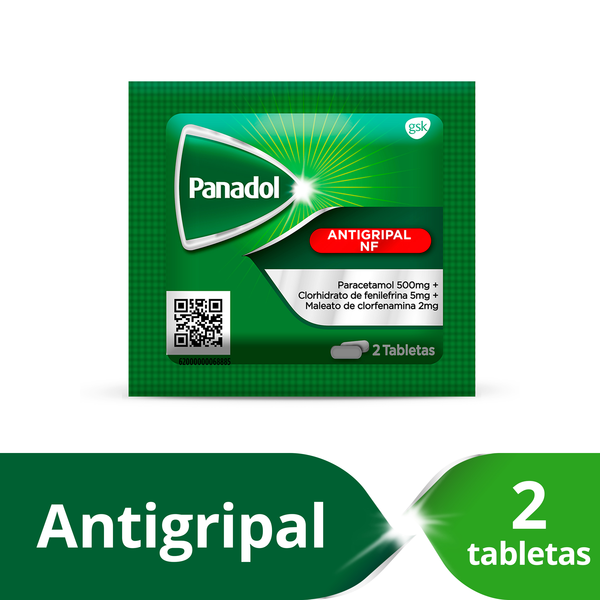 gsk
Panadol
ANTIGRIPAL
NF
Paracetamol 500mg +
Clorhidrato de fenilefrina 5mg +
Maleato de clorfenamina 2mg
2 Tabletas
Antigripal
2
tabletas